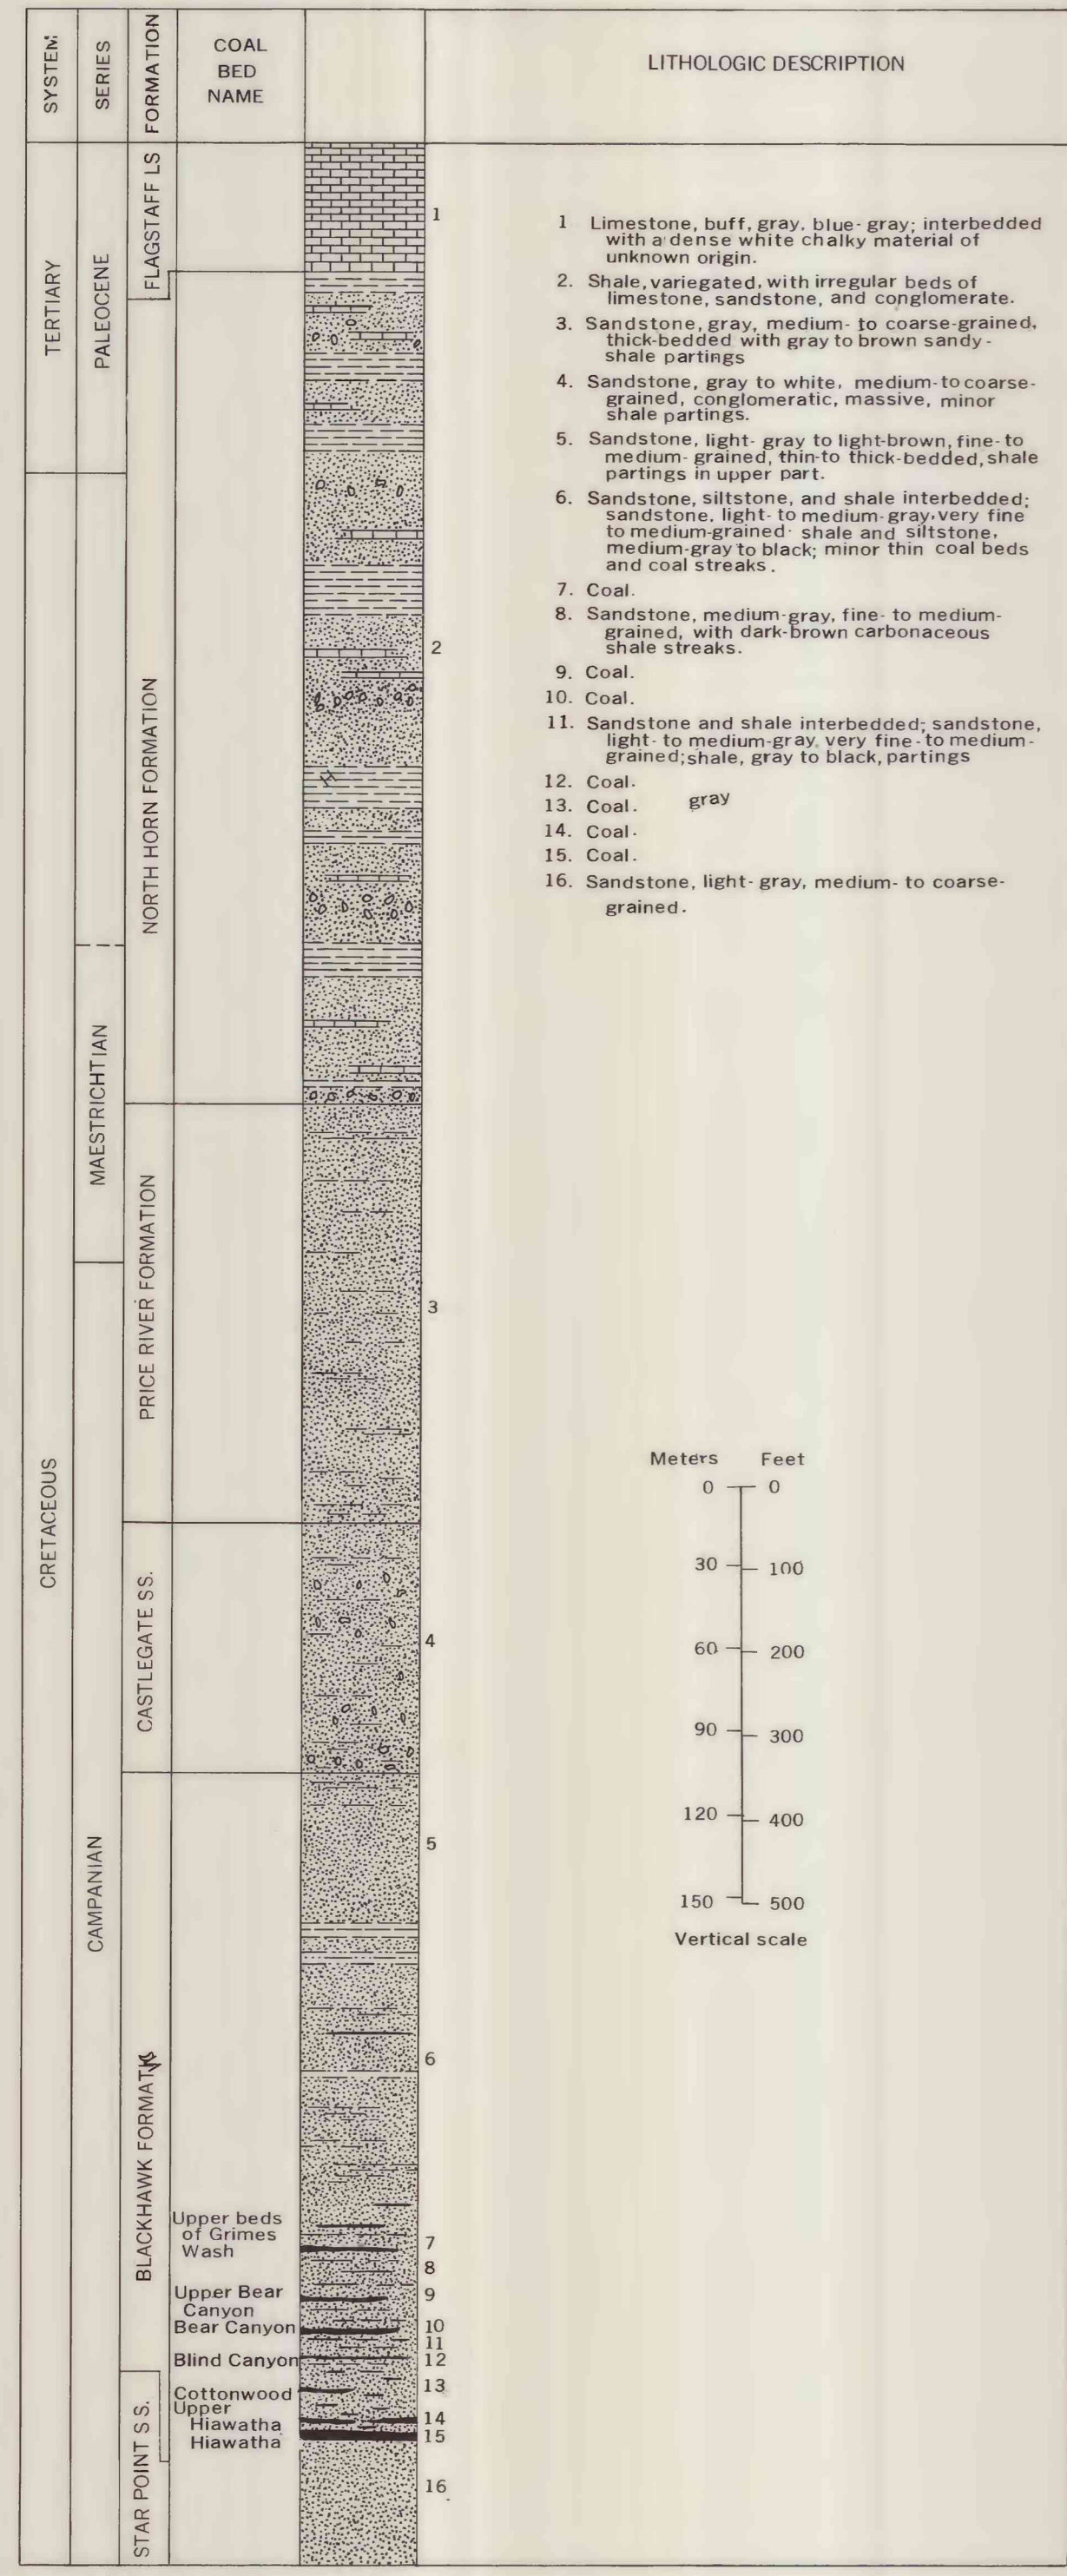 SYSTEM
SERIES
FORMATION
COAL
BED
NAME
LITHOLOGIC DESCRIPTION
TERTIARY
CRETACEOUS
PALEOCENE
MAESTRICHTIAN
CAMPANIAN
FLAGSTAFF LS
NORTH HORN FORMATION
PRICE RIVER FORMATION
CASTLEGATE SS.
BLACKHAWK
STAR POINT SS.
Upper beds
of Grimes
Wash
Upper Bear
Canyon
Bear Canyon
Blind Canyon
Cottonwood
Upper
Hiawatha
Hiawatha
1
2
3
4
5
6
7
8
9
10
11
12
13
14
15
16
1 Limestone, buff, gray, blue-gray; interbedded
with a dense white chalky material of
unknown origin.
2. Shale, variegated, with irregular beds of
limestone, sandstone, and conglomerate.
3. Sandstone, gray, medium- to coarse-grained,
thick-bedded with gray to brown sandy-
shale partings
4. Sandstone, gray to white, medium-to coarse-
grained, conglomeratic, massive, minor
shale partings.
5. Sandstone, light-gray to light-brown, fine-to
medium-grained, thin-to thick-bedded, shale
partings in upper part.
6. Sandstone, siltstone, and shale interbedded;
sandstone, light- to medium-gray, very fine
to medium-grained· shale and siltstone,
medium-gray to black; minor thin coal beds
and coal streaks.
7. Coal.
8. Sandstone, medium-gray, fine- to medium-
grained, with dark-brown carbonaceous
shale streaks.
9. Coal.
10. Coal.
11. Sandstone and shale interbedded; sandstone,
light- to medium-gray, very fine-to medium-
grained; shale, gray to black, partings
12. Coal.
13. Coal. gray
14. Coal.
15. Coal.
16. Sandstone, light-gray, medium- to coarse-
grained.
Meters Feet
0 0
30 100
60 200
90 300
120 400
150 500
Vertical scale